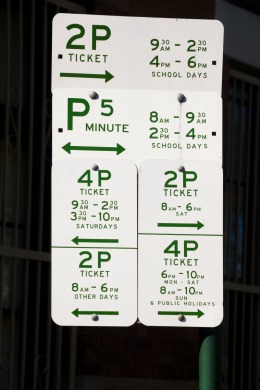 2P
TICKET
9 30 AM - 2 30 PM
4 PM - 6 PM
SCHOOL DAYS
P 5
MINUTE
8 AM - 9 30 AM
2 30 PM - 4 PM
SCHOOL DAYS
4P
TICKET
9 30 AM - 2 30 PM
3 30 PM - 10 PM
SATURDAYS
2P
TICKET
8 AM - 6 PM
OTHER DAYS
2P
TICKET
8 AM - 6 PM
SAT
4P
TICKET
6 PM - 10 PM
MON - SAT
8 AM - 10 PM
SUN
& PUBLIC HOLIDAYS